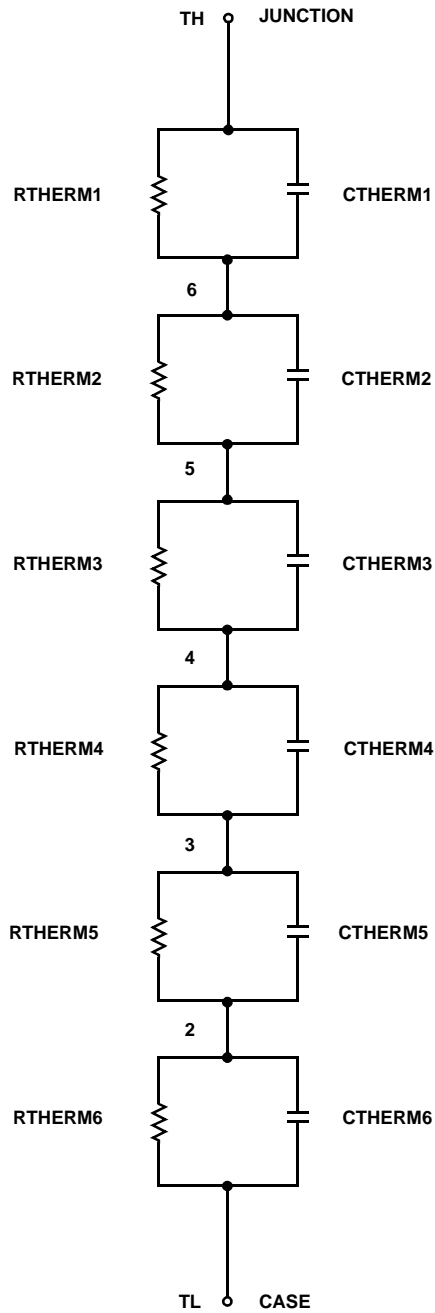 TH JUNCTION
RTHERM1 CTHERM1
6
RTHERM2 CTHERM2
5
RTHERM3 CTHERM3
4
RTHERM4 CTHERM4
3
RTHERM5 CTHERM5
2
RTHERM6 CTHERM6
TL CASE